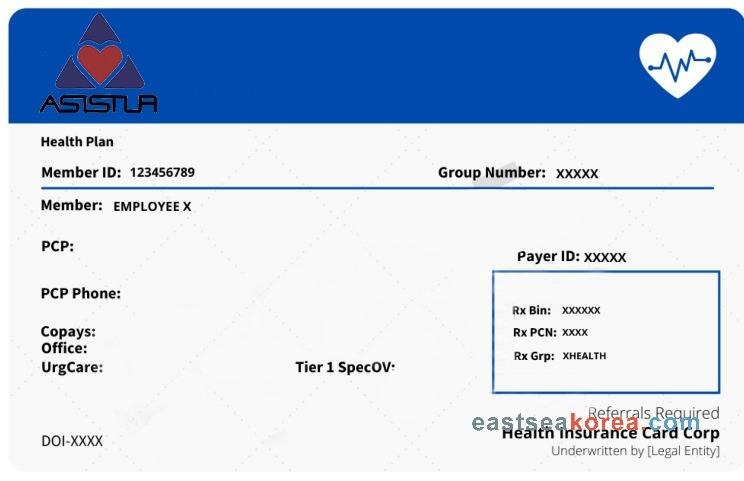 ASISTUR
Health Plan
Member ID: 123456789
Group Number: XXXXX
Member: EMPLOYEE X
PCP:
Payer ID: XXXXX
PCP Phone:
Rx Bin: XXXXXX
Rx PCN: XXXX
Rx Grp: XHEALTH
Copays:
Office:
UrgCare:
Tier 1 SpecOV:
Referrals Required
eastseakorea.com
Health Insurance Card Corp
DOI-XXXX
Underwritten by [Legal Entity]